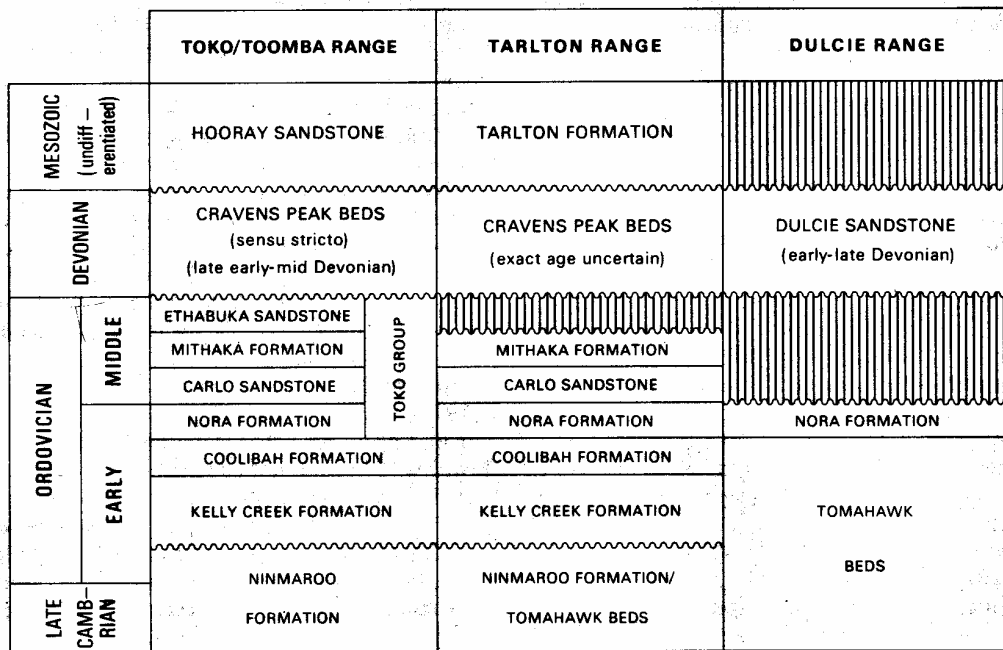 TOKO/TOOMBA RANGE
TARLTON RANGE
DULCIE RANGE
MESOZOIC
(undiff –
erentiated)
HOORAY SANDSTONE
TARLTON FORMATION
DEVONIAN
CRAVENS PEAK BEDS
(sensu stricto)
(late early-mid Devonian)
CRAVENS PEAK BEDS
(exact age uncertain)
DULCIE SANDSTONE
(early-late Devonian)
ORDOVICIAN
MIDDLE
ETHABUKA SANDSTONE
MITHAKA FORMATION
CARLO SANDSTONE
NORA FORMATION
TOKO GROUP
MITHAKA FORMATION
CARLO SANDSTONE
NORA FORMATION
NORA FORMATION
EARLY
COOLIBAH FORMATION
COOLIBAH FORMATION
KELLY CREEK FORMATION
KELLY CREEK FORMATION
TOMAHAWK
BEDS
NINMAROO
FORMATION
NINMAROO FORMATION/
TOMAHAWK BEDS
LATE
CAMB–
RIAN